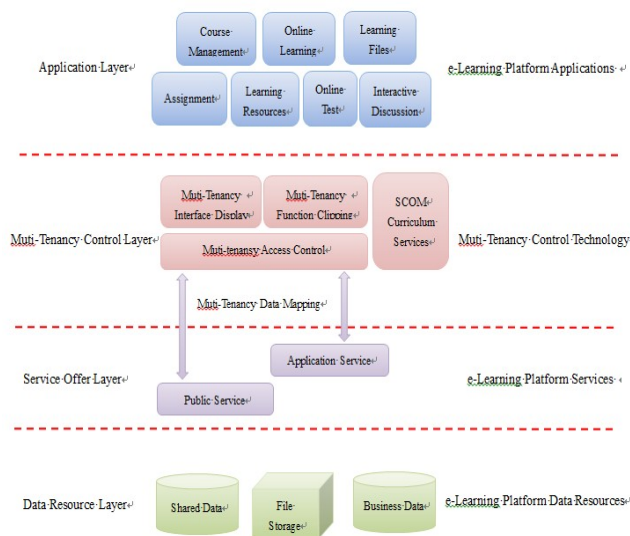 Course
Management
Online
Learning
Learning
Files
Application Layer
e-Learning Platform Applications
Assignment
Learning
Resources
Online
Test
Interactive
Discussion
Muti-Tenancy
Interface Display
Muti-Tenancy
Function Clipping
SCOM
Curriculum
Services
Muti-Tenancy Control Layer
Muti-tenansy Access Control
Muti-Tenancy Control Technology
Muti-Tenancy Data Mapping
Application Service
Service Offer Layer
e-Learning Platform Services
Public Service
Data Resource Layer
Shared Data
File
Storage
Business Data
e-Learning Platform Data Resources